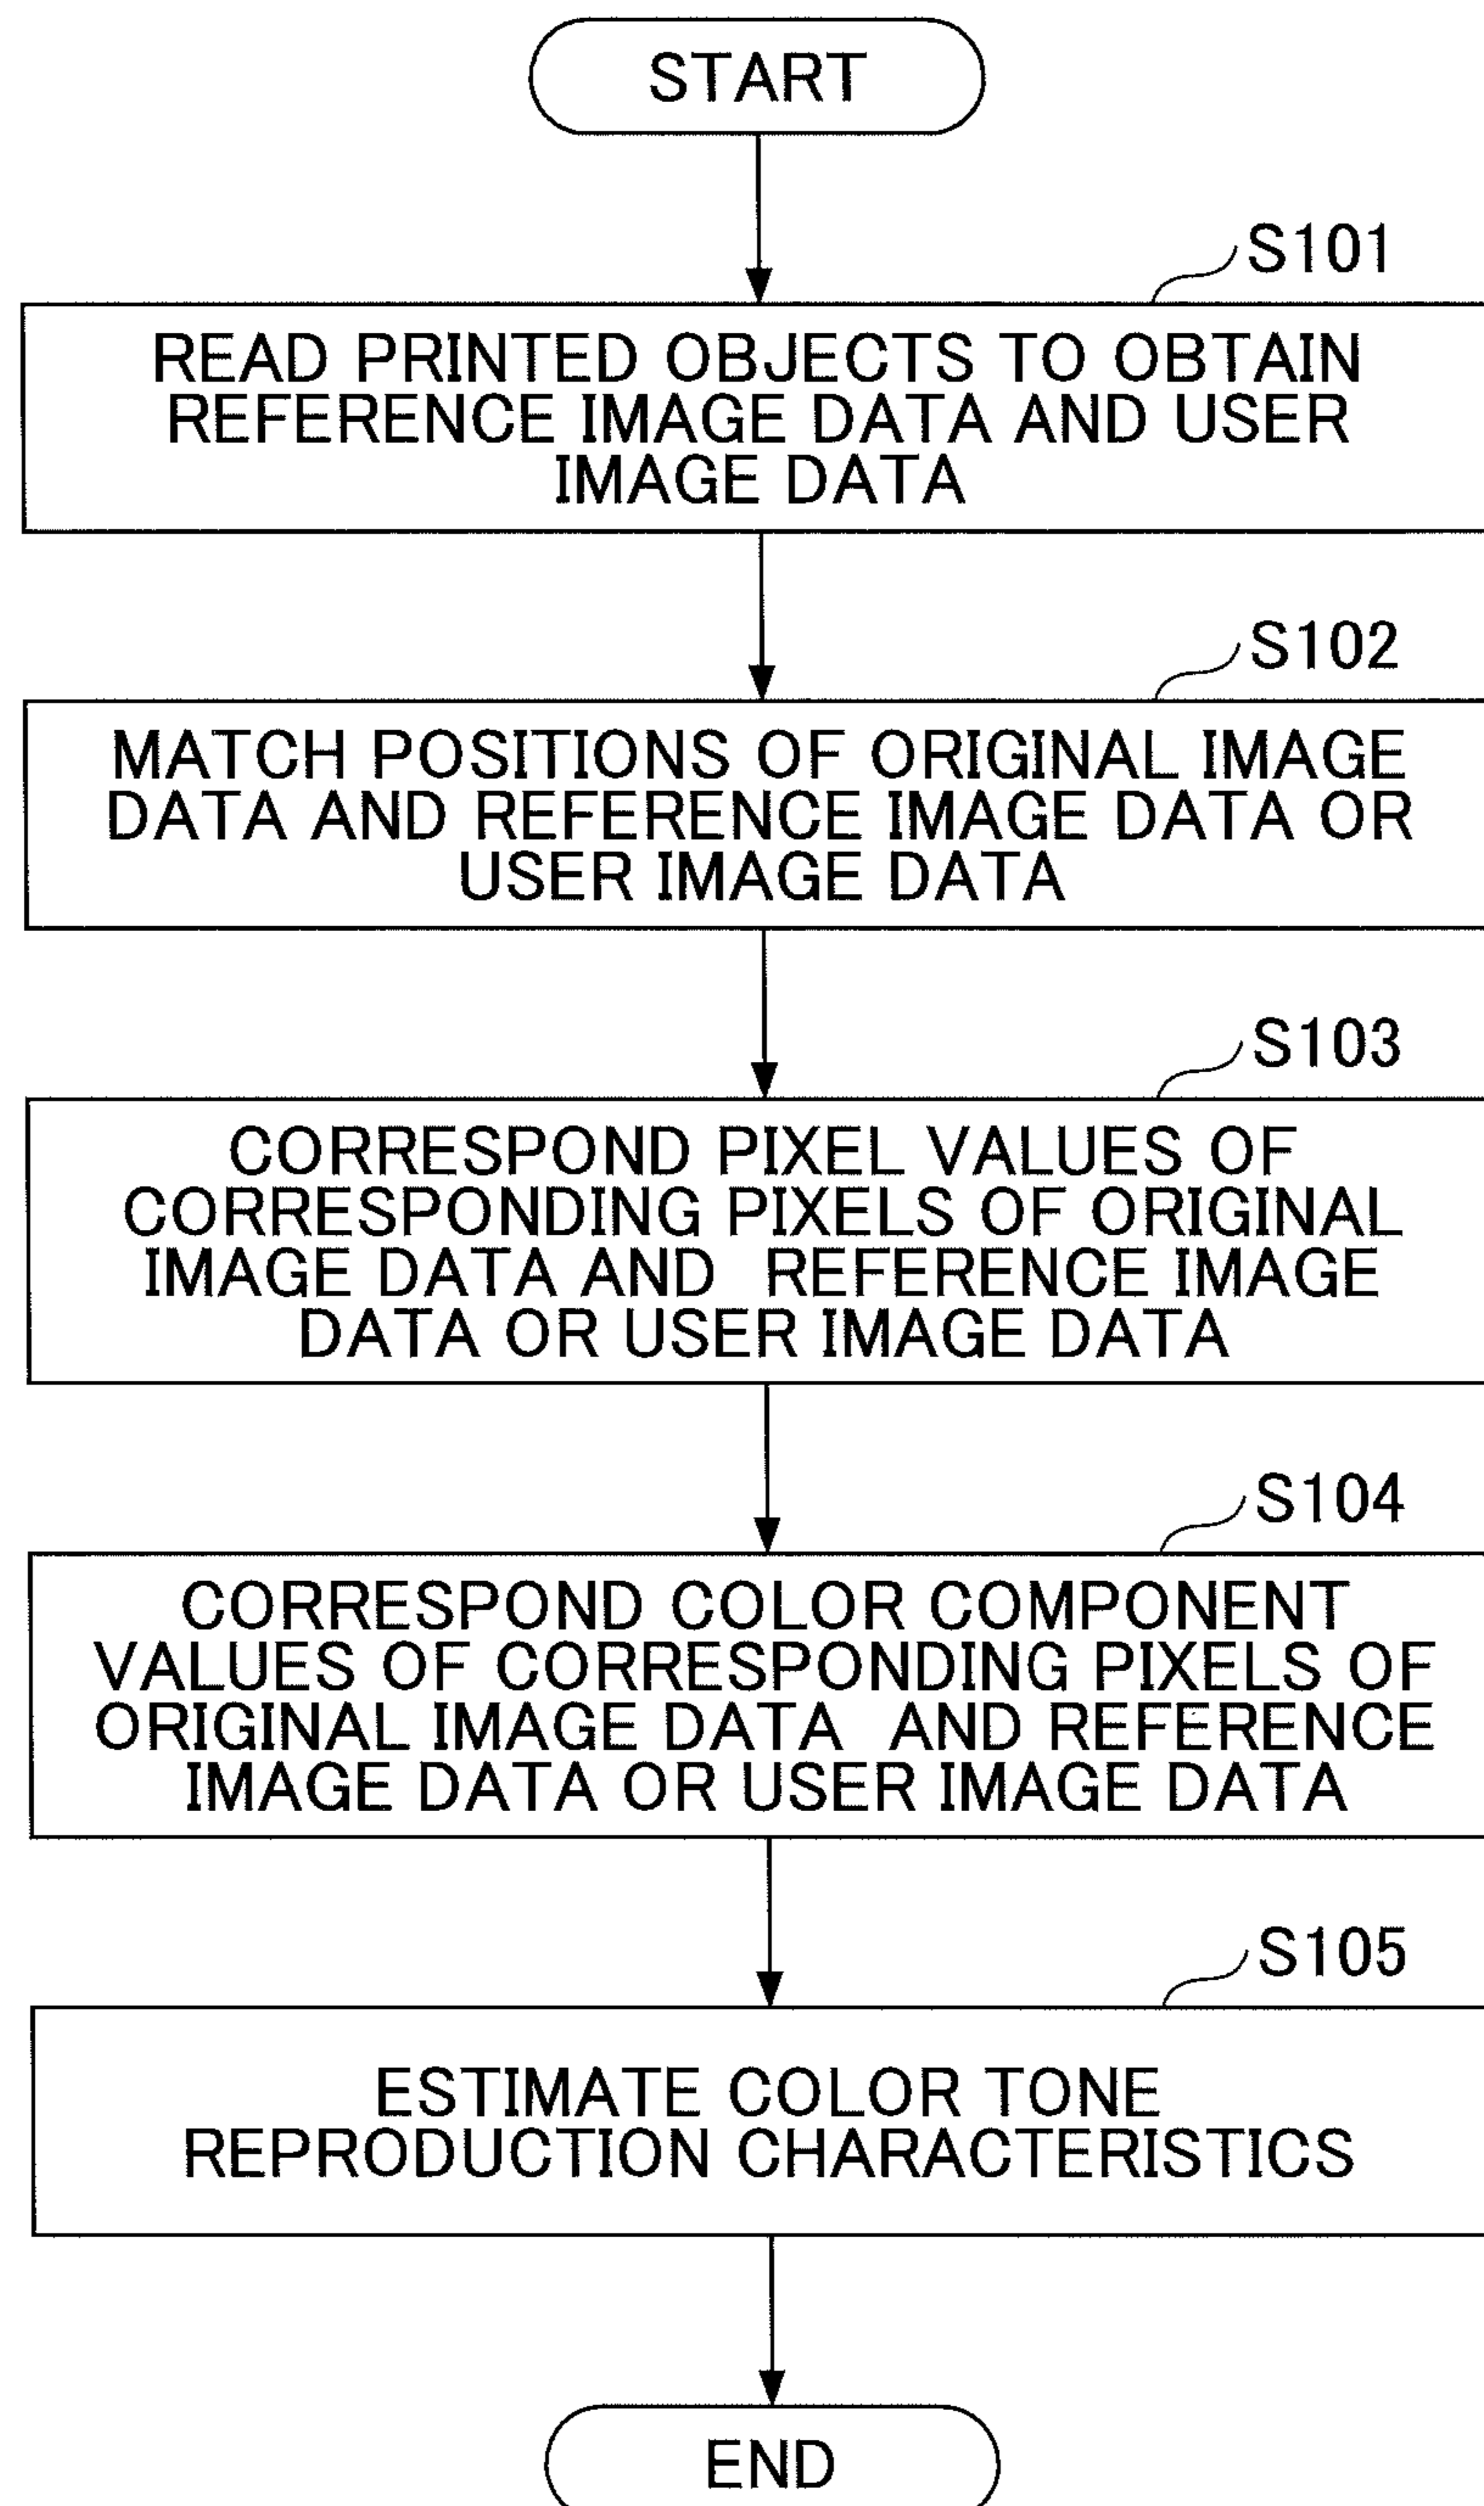 START
S101
READ PRINTED OBJECTS TO OBTAIN
REFERENCE IMAGE DATA AND USER
IMAGE DATA
S102
MATCH POSITIONS OF ORIGINAL IMAGE
DATA AND REFERENCE IMAGE DATA OR
USER IMAGE DATA
S103
CORRESPOND PIXEL VALUES OF
CORRESPONDING PIXELS OF ORIGINAL
IMAGE DATA AND REFERENCE IMAGE
DATA OR USER IMAGE DATA
S104
CORRESPOND COLOR COMPONENT
VALUES OF CORRESPONDING PIXELS OF
ORIGINAL IMAGE DATA AND REFERENCE
IMAGE DATA OR USER IMAGE DATA
S105
ESTIMATE COLOR TONE
REPRODUCTION CHARACTERISTICS
END